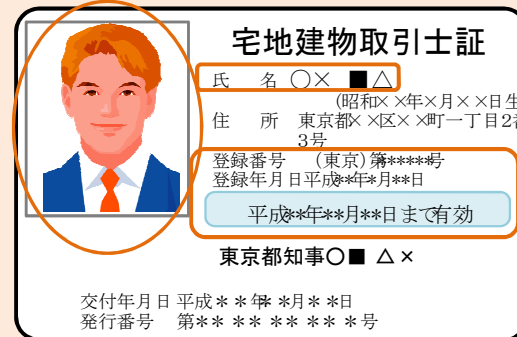 宅地建物取引士証
氏　名 ○× ■△
(昭和××年×月××日生
住　所 東京都××区××町一丁目2番
3号
登録番号 (東京)第*****号
登録年月日平成**年*月**日
平成**年**月**日まで有効
東京都知事○■ △×
交付年月日 平成＊＊年＊*月＊*日
発行番号 第** ** ** ** *号